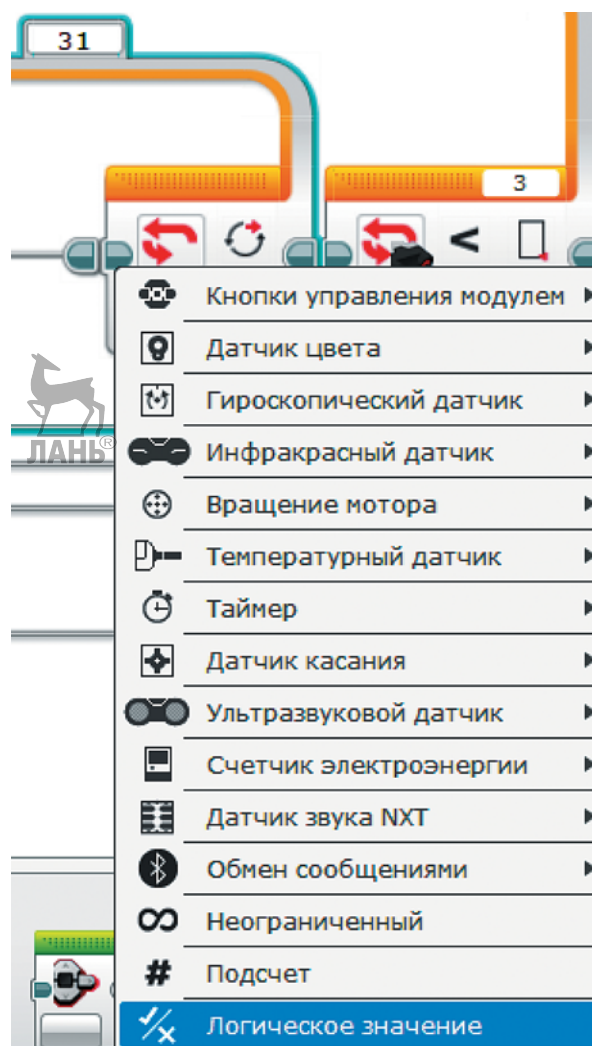 31
3
Кнопки управления модулем
Датчик цвета
Гироскопический датчик
ЛАНЬ®
Инфракрасный датчик
Вращение мотора
Температурный датчик
Таймер
Датчик касания
Ультразвуковой датчик
Счетчик электроэнергии
Датчик звука NXT
Обмен сообщениями
Неограниченный
Подсчет
Логическое значение